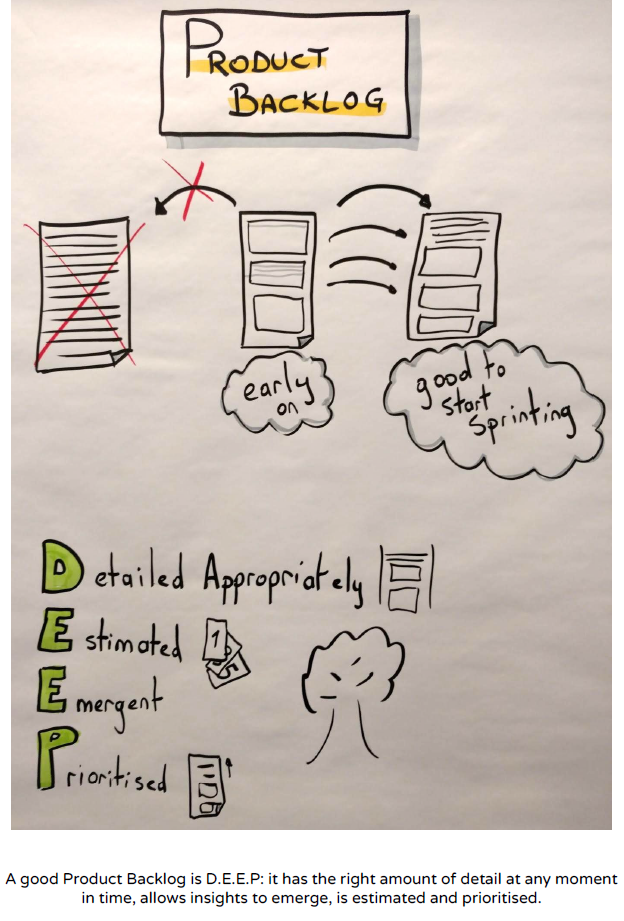 PRODUCT
BACKLOG
early
on
good to
start
sprinting
Detailed Appropriately
Estimated
1
5
Emergent
Prioritised
A good Product Backlog is D.E.E.P: it has the right amount of detail at any moment
in time, allows insights to emerge, is estimated and prioritised.